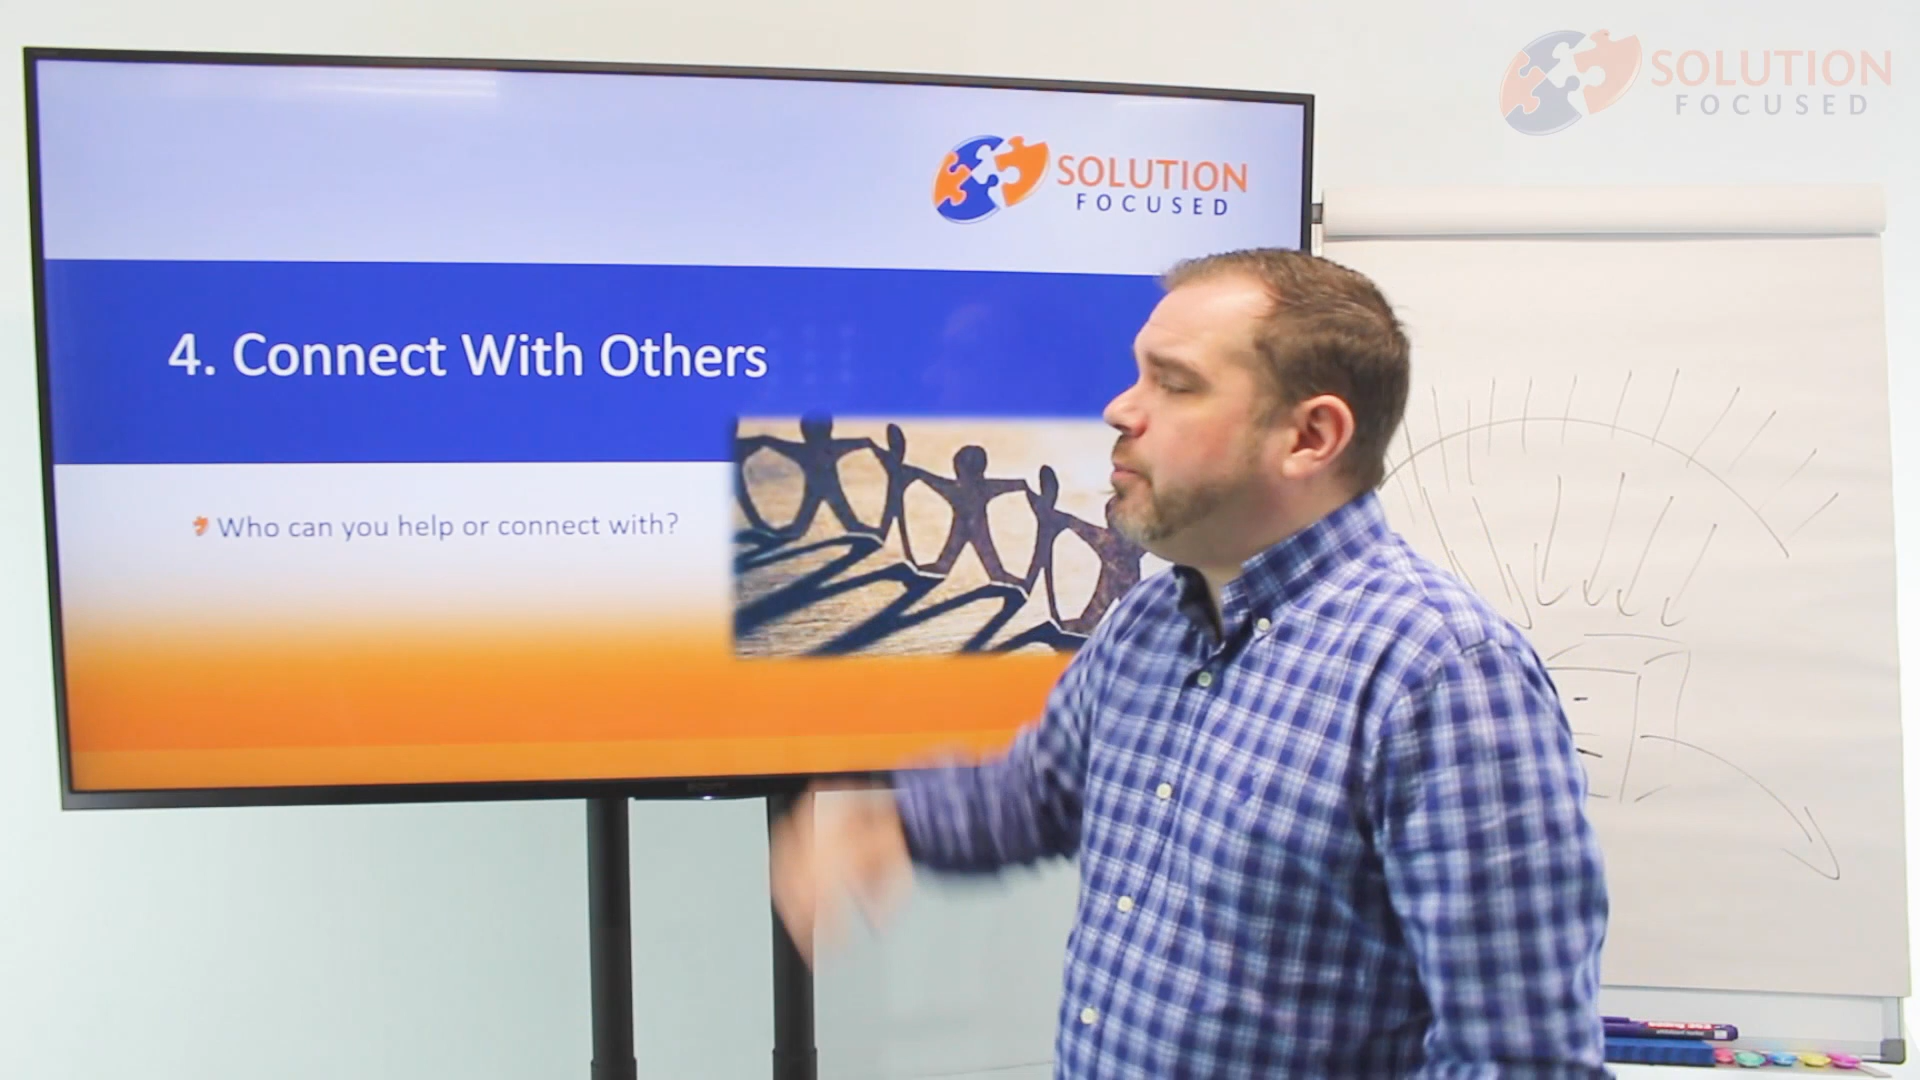 SOLUTION
FOCUSED
SOLUTION
FOCUSED
4. Connect With Others
Who can you help or connect with?